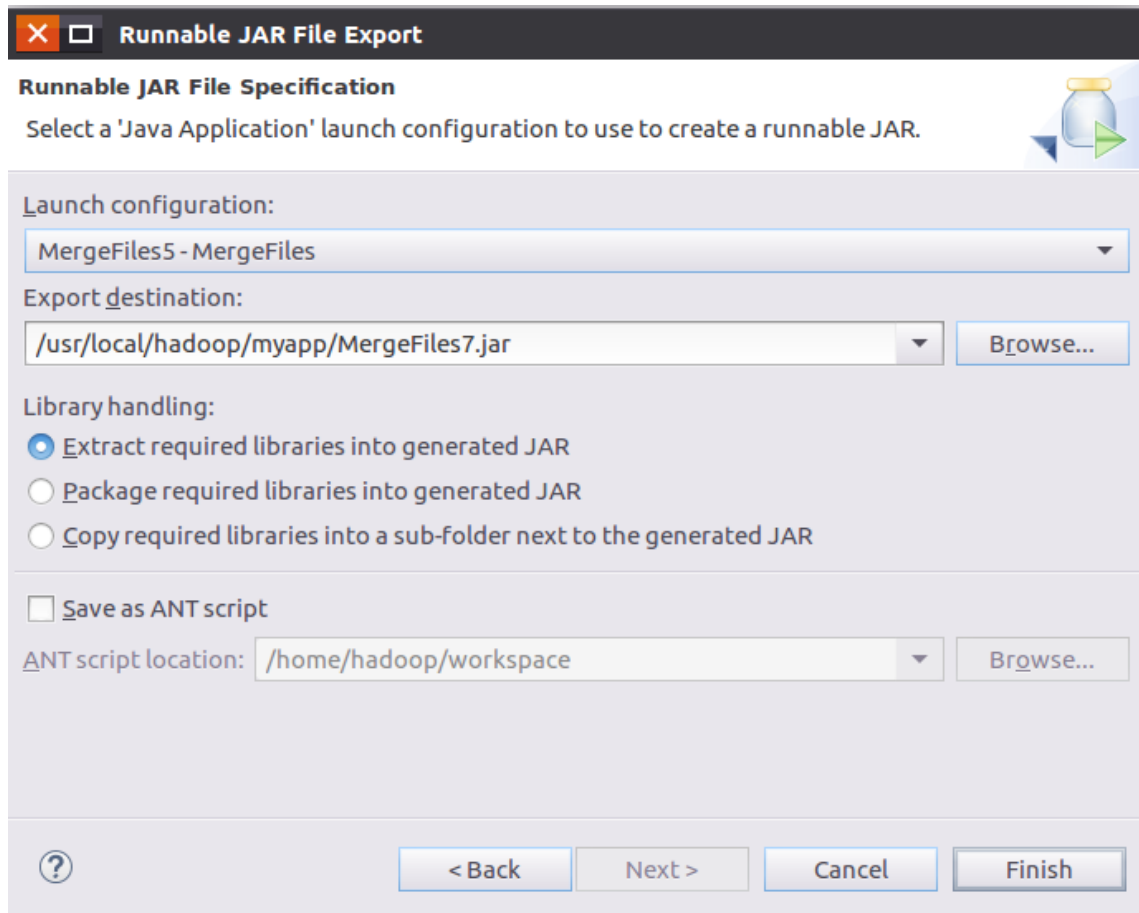 Runnable JAR File Export
Runnable JAR File Specification
Select a 'Java Application' launch configuration to use to create a runnable JAR.
Launch configuration:
MergeFiles5 - MergeFiles
Export destination:
/usr/local/hadoop/myapp/MergeFiles7.jar Browse...
Library handling:
Extract required libraries into generated JAR
Package required libraries into generated JAR
Copy required libraries into a sub-folder next to the generated JAR
Save as ANT script
ANT script location: /home/hadoop/workspace Browse...
? < Back Next > Cancel Finish